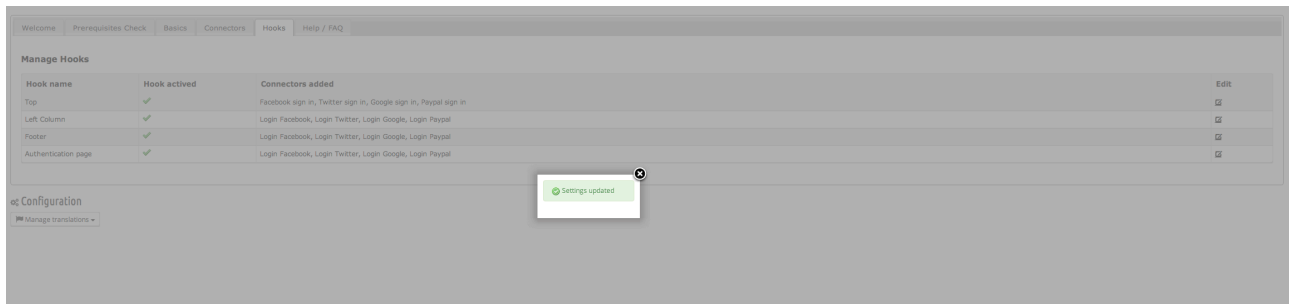 Welcome Prerequisites Check Basics Connectors Hooks Help / FAQ
Manage Hooks
Hook name Hook actived Connectors added Edit
Top Facebook sign in, Twitter sign in, Google sign in, Paypal sign in
Left Column Login Facebook, Login Twitter, Login Google, Login Paypal
Footer Login Facebook, Login Twitter, Login Google, Login Paypal
Authentication page Login Facebook, Login Twitter, Login Google, Login Paypal
Settings updated
Configuration
Manage translations